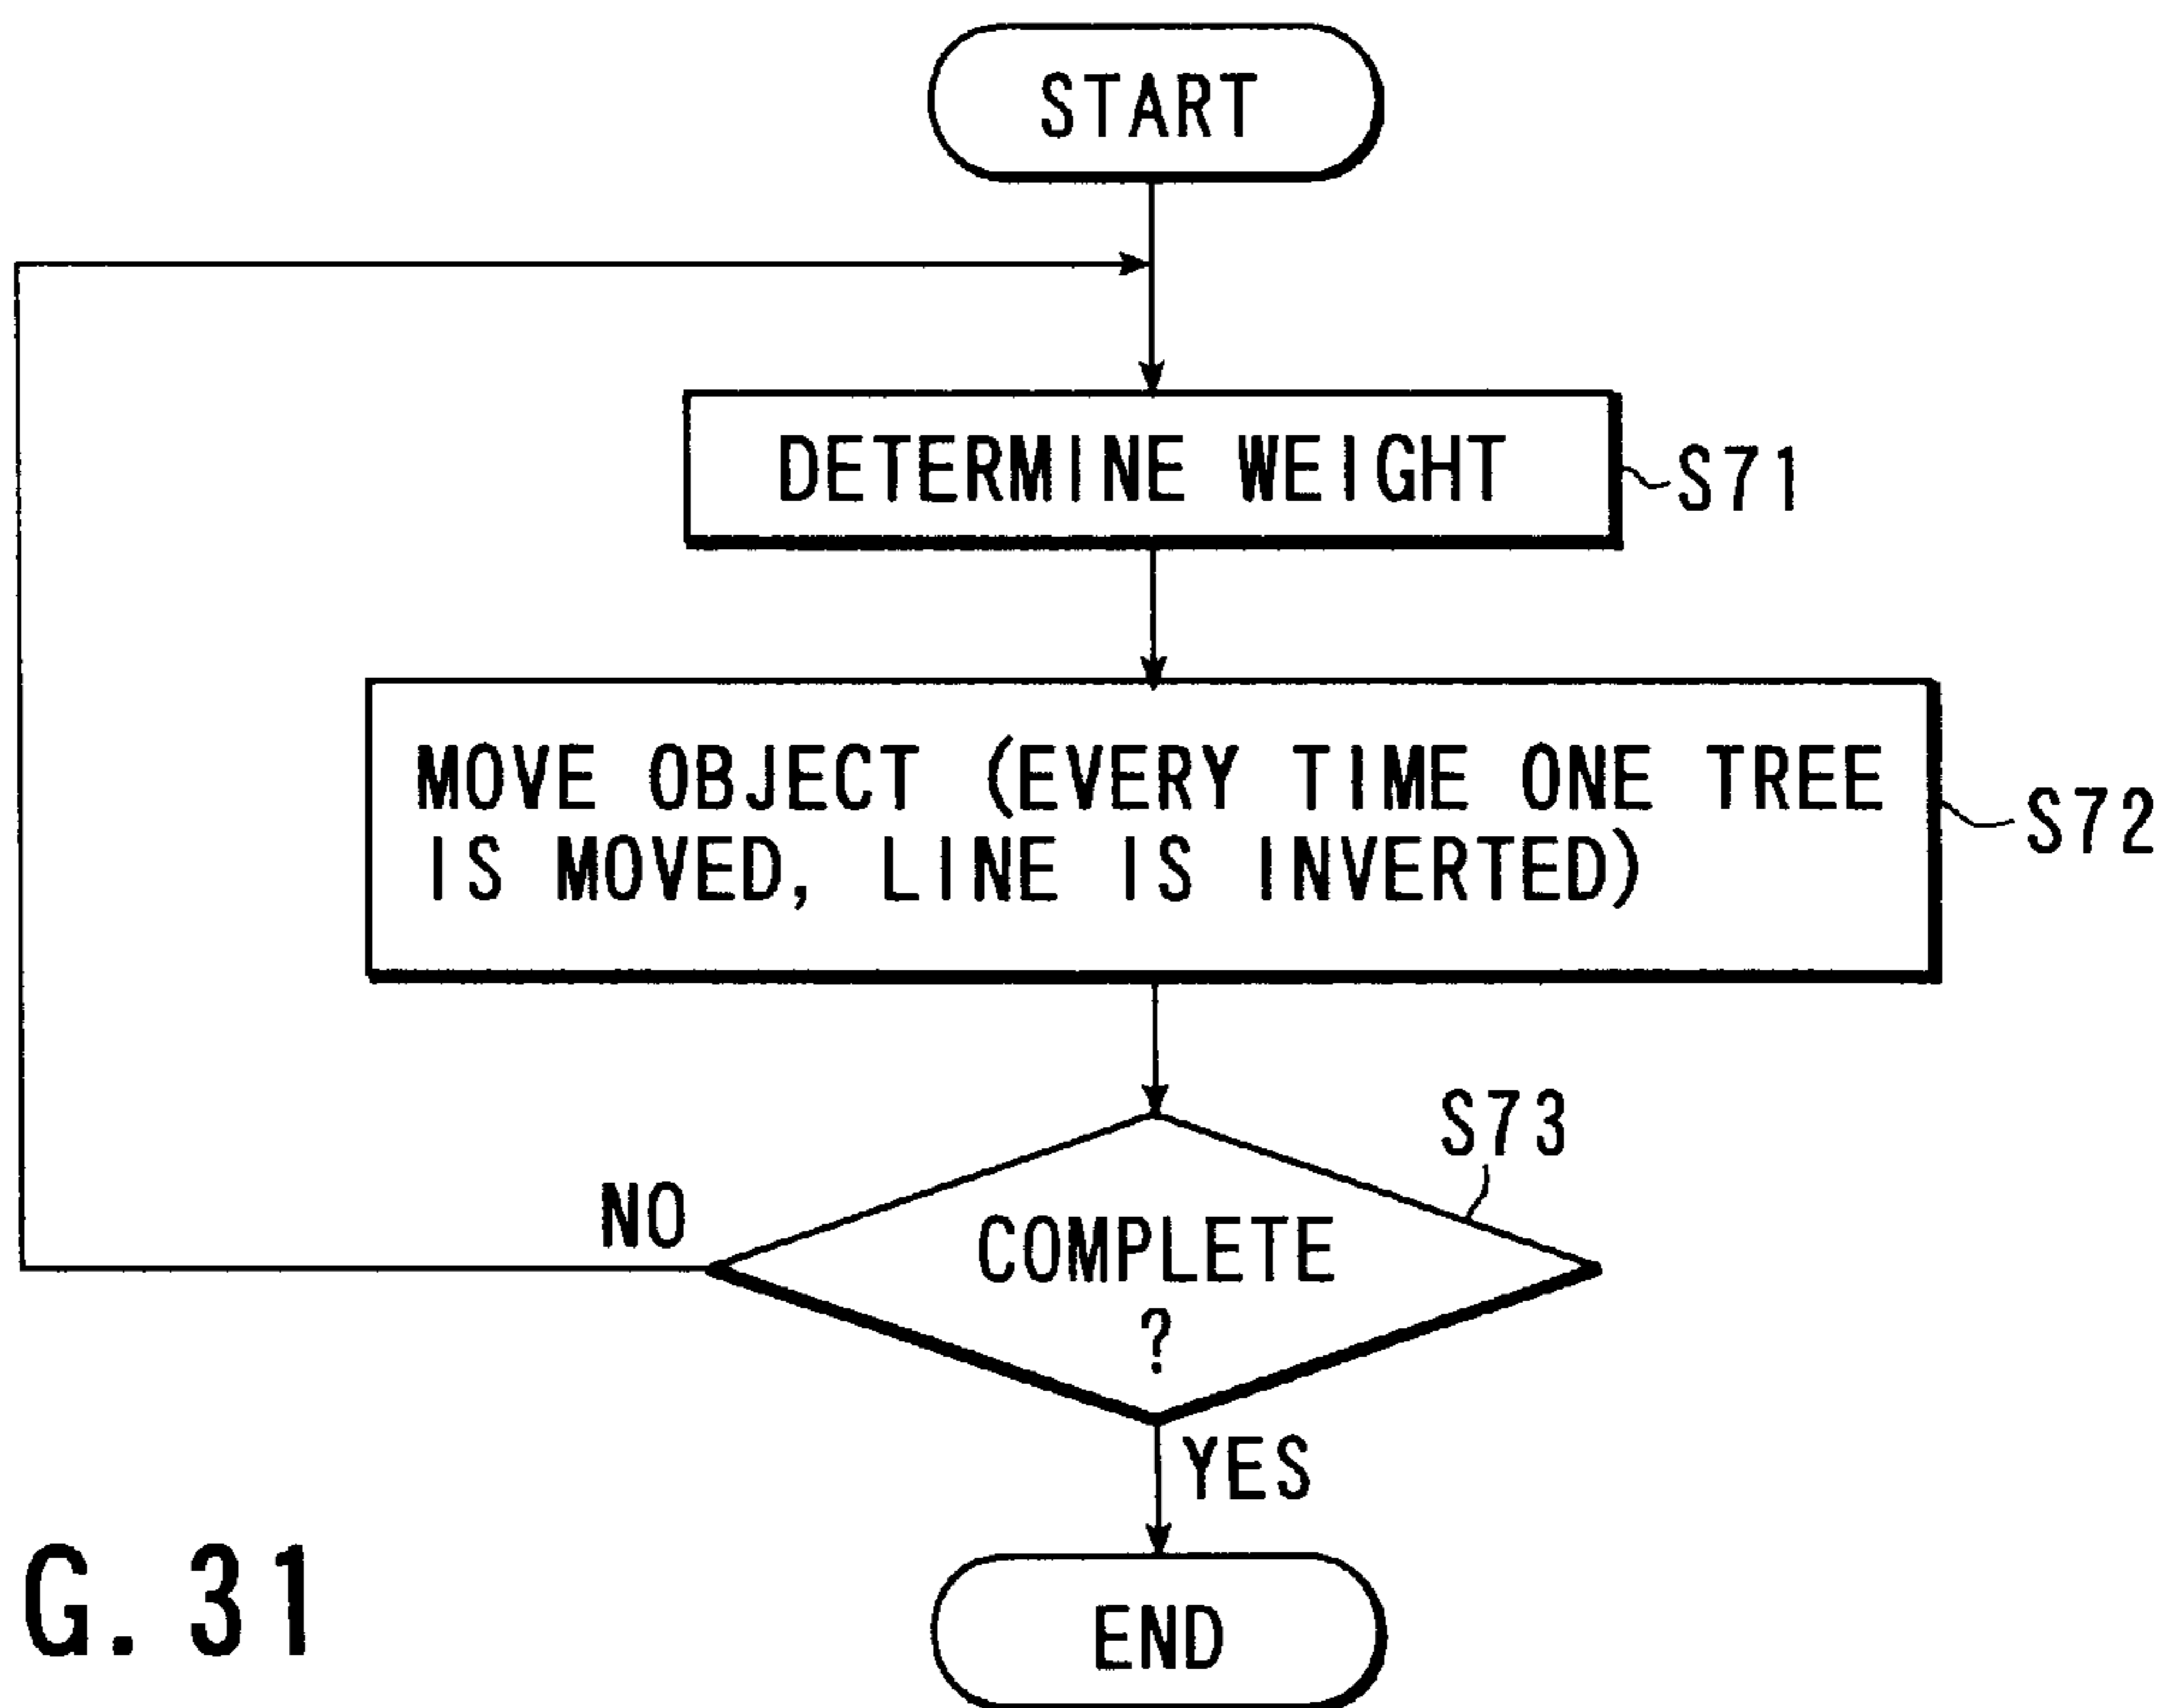 START
DETERMINE WEIGHT
S71
MOVE OBJECT (EVERY TIME ONE TREE
IS MOVED, LINE IS INVERTED)
S72
S73
NO
COMPLETE
?
YES
G. 31
END